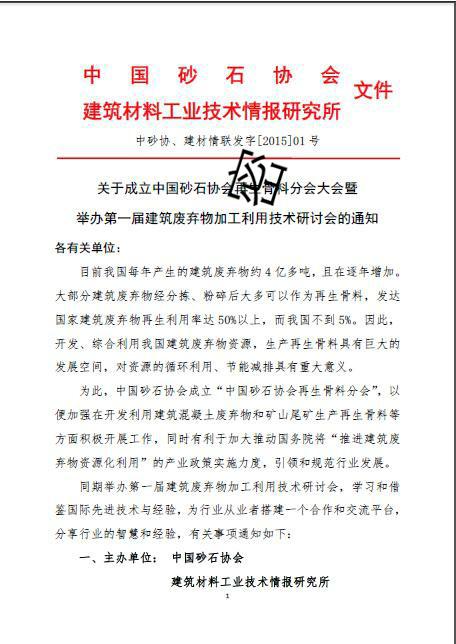 中国砂石协会
建筑材料工业技术情报研究所
文件
中砂协、建材情联发字[2015]01号
关于成立中国砂石协会再生骨料分会大会暨
举办第一届建筑废弃物加工利用技术研讨会的通知
各有关单位：
目前我国每年产生的建筑废弃物约4亿多吨，且在逐年增加。
大部分建筑废弃物经分拣、粉碎后大多可以作为再生骨料，发达
国家建筑废弃物再生利用率达50%以上，而我国不到5%。因此，
开发、综合利用我国建筑废弃物资源，生产再生骨料具有巨大的
发展空间，对资源的循环利用、节能减排具有重大意义。
为此，中国砂石协会成立“中国砂石协会再生骨料分会”，以
便加强在开发利用建筑混凝土废弃物和矿山尾矿生产再生骨料等
方面积极开展工作，同时有利于加大推动国务院将“推进建筑废
弃物资源化利用”的产业政策实施力度，引领和规范行业发展。
同期举办第一届建筑废弃物加工利用技术研讨会，学习和借
鉴国际先进技术与经验，为行业从业者搭建一个合作和交流平台，
分享行业的智慧和经验，有关事项通知如下：
一、主办单位： 中国砂石协会
建筑材料工业技术情报研究所
1